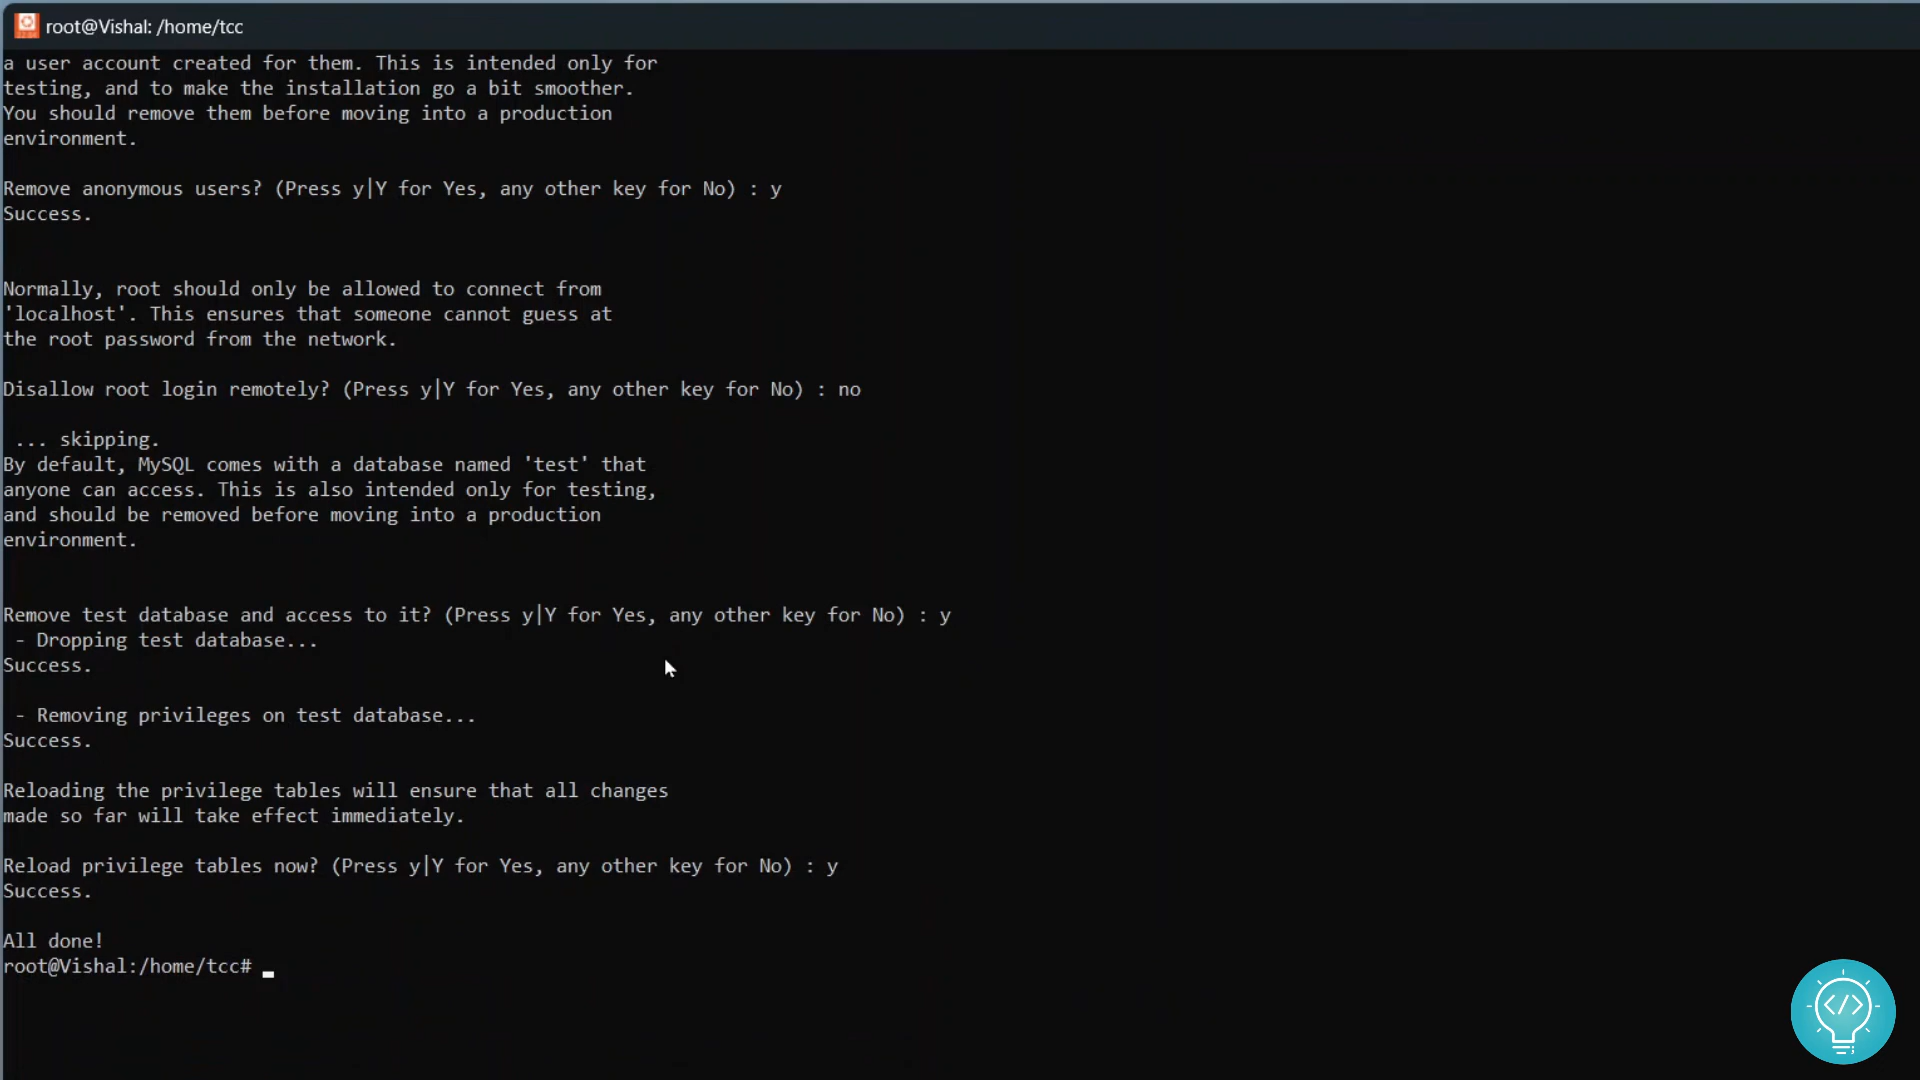 root@Vishal: /home/tcc
a user account created for them. This is intended only for
testing, and to make the installation go a bit smoother.
You should remove them before moving into a production
environment.
Remove anonymous users? (Press y|Y for Yes, any other key for No) : y
Success.
Normally, root should only be allowed to connect from
'localhost'. This ensures that someone cannot guess at
the root password from the network.
Disallow root login remotely? (Press y|Y for Yes, any other key for No) : no
... skipping.
By default, MySQL comes with a database named 'test' that
anyone can access. This is also intended only for testing,
and should be removed before moving into a production
environment.
Remove test database and access to it? (Press y|Y for Yes, any other key for No) : y
- Dropping test database...
Success.
- Removing privileges on test database...
Success.
Reloading the privilege tables will ensure that all changes
made so far will take effect immediately.
Reload privilege tables now? (Press y|Y for Yes, any other key for No) : y
Success.
All done!
root@Vishal:/home/tcc#